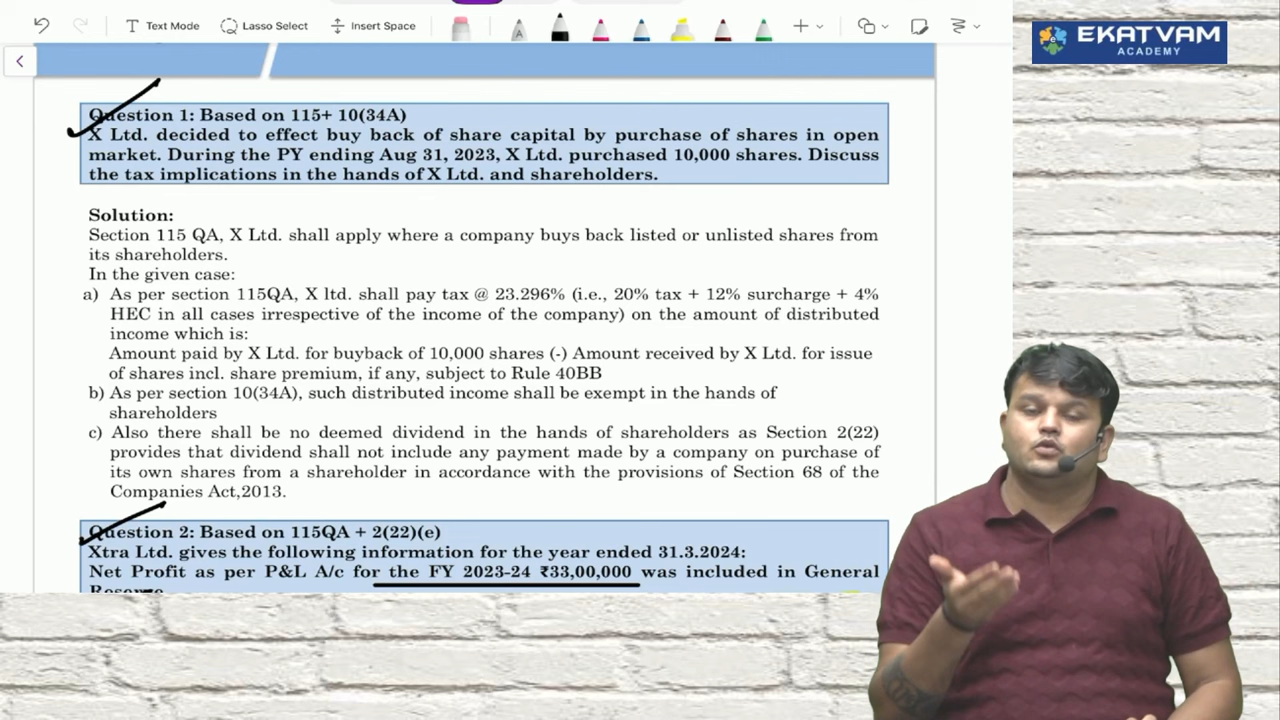 Text Mode
Lasso Select
Insert Space
EKATVAM
ACADEMY
Question 1: Based on 115+ 10(34A)
X Ltd. decided to effect buy back of share capital by purchase of shares in open
market. During the PY ending Aug 31, 2023, X Ltd. purchased 10,000 shares. Discuss
the tax implications in the hands of X Ltd. and shareholders.
Solution:
Section 115 QA, X Ltd. shall apply where a company buys back listed or unlisted shares from
its shareholders.
In the given case:
a) As per section 115QA, X ltd. shall pay tax @ 23.296% (i.e., 20% tax + 12% surcharge + 4%
HEC in all cases irrespective of the income of the company) on the amount of distributed
income which is:
Amount paid by X Ltd. for buyback of 10,000 shares (-) Amount received by X Ltd. for issue
of shares incl. share premium, if any, subject to Rule 40BB
b) As per section 10(34A), such distributed income shall be exempt in the hands of
shareholders
c) Also there shall be no deemed dividend in the hands of shareholders as Section 2(22)
provides that dividend shall not include any payment made by a company on purchase of
its own shares from a shareholder in accordance with the provisions of Section 68 of the
Companies Act,2013.
Question 2: Based on 115QA + 2(22)(e)
Xtra Ltd. gives the following information for the year ended 31.3.2024:
Net Profit as per P&L A/c for the FY 2023-24 ₹33,00,000 was included in General